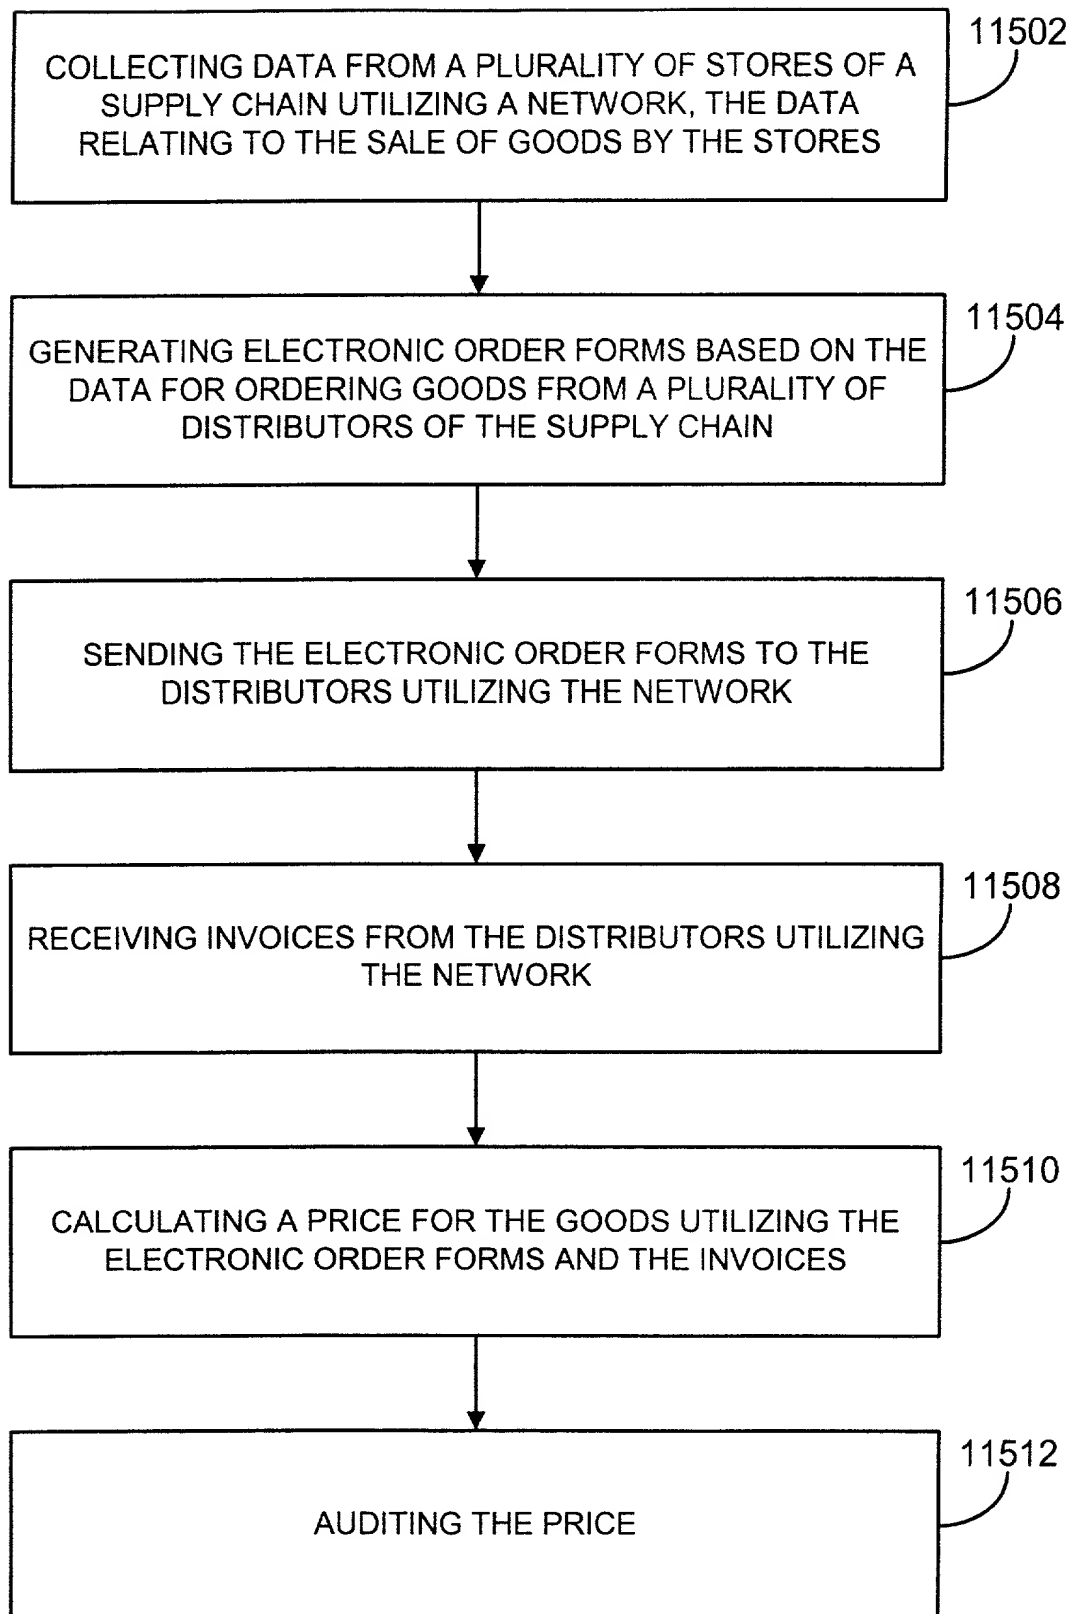 11502
COLLECTING DATA FROM A PLURALITY OF STORES OF A
SUPPLY CHAIN UTILIZING A NETWORK, THE DATA
RELATING TO THE SALE OF GOODS BY THE STORES
11504
GENERATING ELECTRONIC ORDER FORMS BASED ON THE
DATA FOR ORDERING GOODS FROM A PLURALITY OF
DISTRIBUTORS OF THE SUPPLY CHAIN
11506
SENDING THE ELECTRONIC ORDER FORMS TO THE
DISTRIBUTORS UTILIZING THE NETWORK
11508
RECEIVING INVOICES FROM THE DISTRIBUTORS UTILIZING
THE NETWORK
11510
CALCULATING A PRICE FOR THE GOODS UTILIZING THE
ELECTRONIC ORDER FORMS AND THE INVOICES
11512
AUDITING THE PRICE